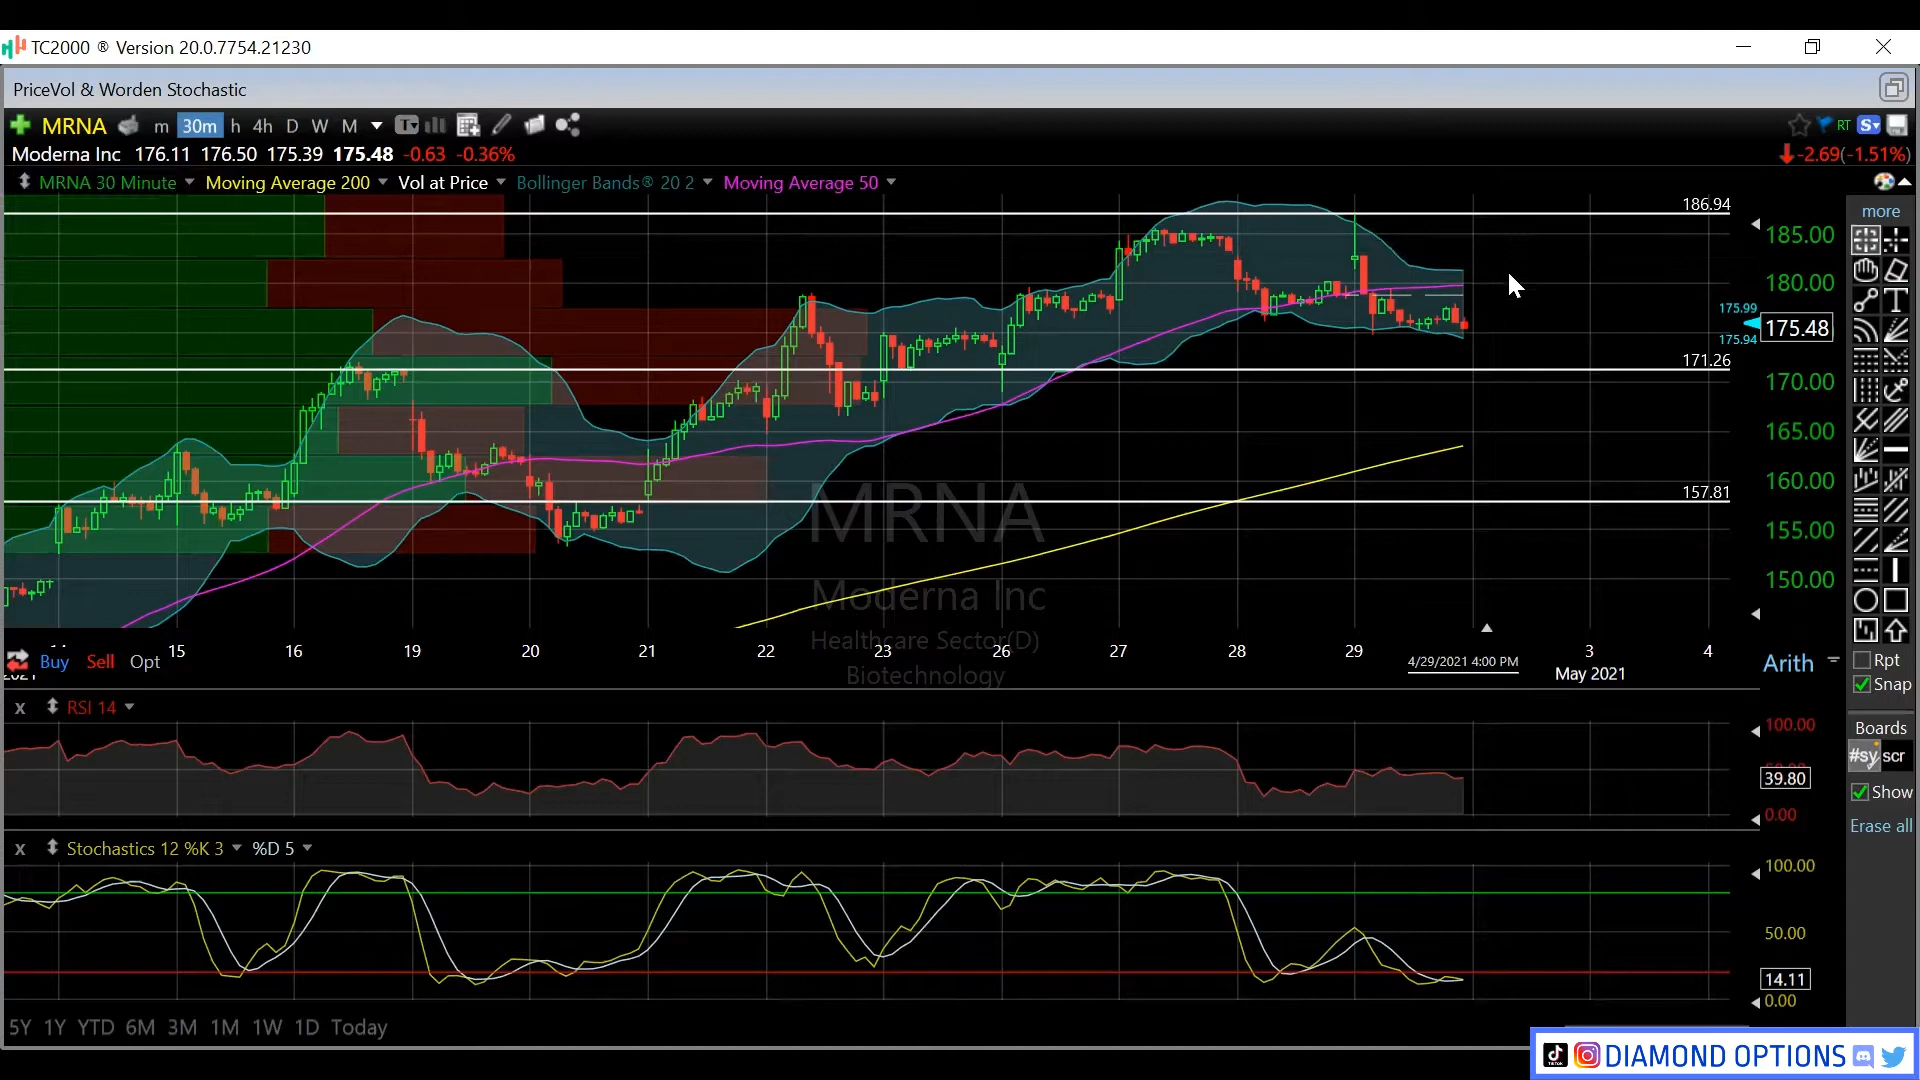 TC2000 ® Version 20.0.7754.21230
PriceVol & Worden Stochastic
MRNA m 30m h 4h D W M T RT S
Moderna Inc 176.11 176.50 175.39 175.48 -0.63 -0.36% -2.69(-1.51%)
MRNA 30 Minute Moving Average 200 Vol at Price Bollinger Bands® 20 2 Moving Average 50
186.94
more
185.00
180.00
175.99
175.48
175.94
171.26
170.00
165.00
160.00
157.81
155.00
150.00
MRNA
Moderna Inc
Healthcare Sector(D)
Biotechnology
15 16 19 20 21 22 23 26 27 28 29 3 4
Buy Sell Opt
4/29/2021 4:00 PM
May 2021
Arith
Rpt
Snap
RSI 14
100.00
39.80
0.00
Boards
#sy scr
Show
Erase all
Stochastics 12 %K 3 %D 5
100.00
50.00
14.11
0.00
5Y 1Y YTD 6M 3M 1M 1W 1D Today
DIAMOND OPTIONS